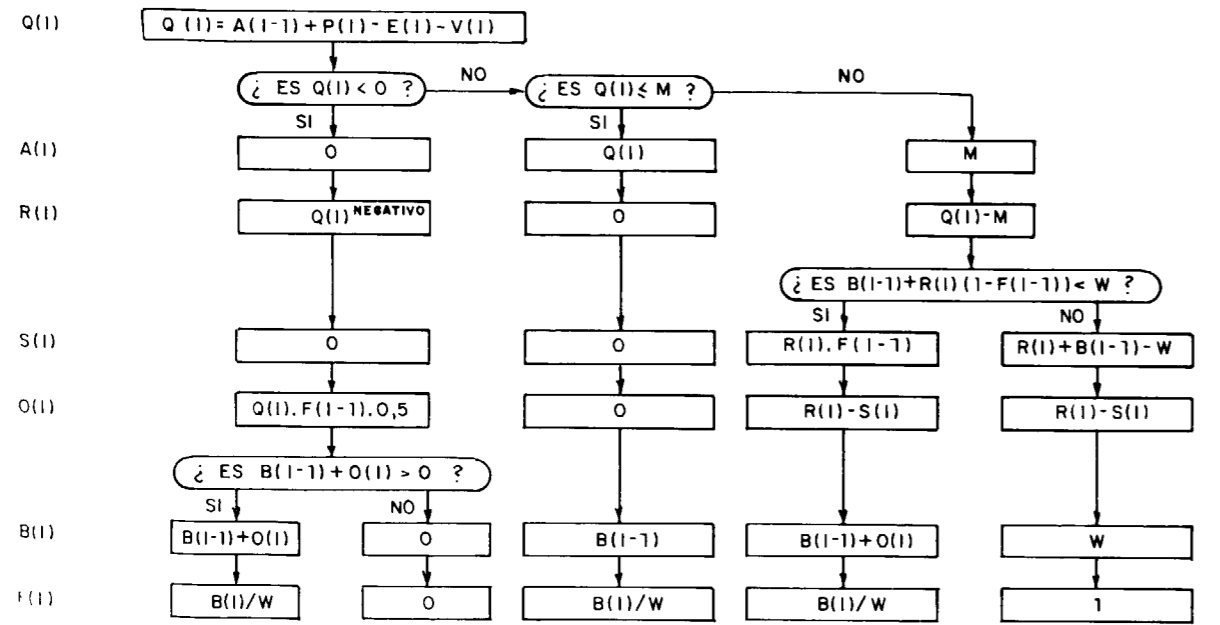 Q(I) Q (I) = A(I-1) + P(I) - E(I) - V(I)
¿ ES Q(I) < 0 ? NO ¿ ES Q(I) ≤ M ? NO
SI SI
A(I) 0 Q(I) M
R(I) Q(I) NEGATIVO 0 Q(I)-M
¿ ES B(I-1)+R(I) (1-F(I-1)) < W ?
SI NO
S(I) 0 0 R(I).F(I-1) R(I)+B(I-1)-W
O(I) Q(I).F(I-1).0,5 0 R(I)-S(I) R(I)-S(I)
¿ ES B(I-1)+O(I) > 0 ?
SI NO
B(I) B(I-1)+O(I) 0 B(I-1) B(I-1)+O(I) W
F(I) B(I)/W 0 B(I)/W B(I)/W 1